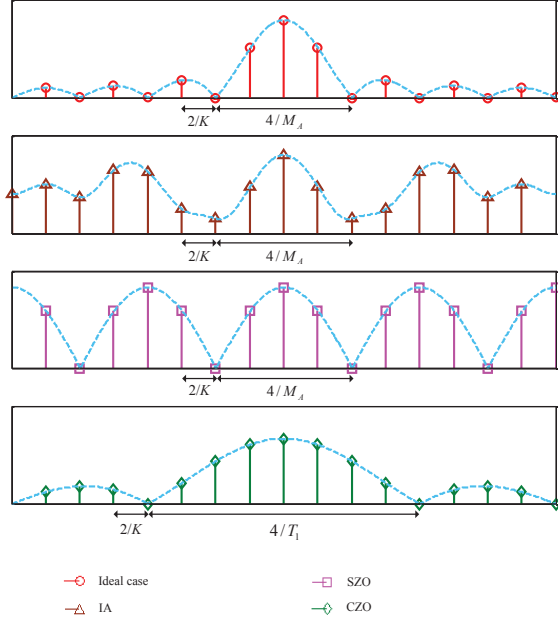 2/K 4/M_A
2/K 4/M_A
2/K 4/M_A
2/K 4/T_1
Ideal case SZO
IA CZO